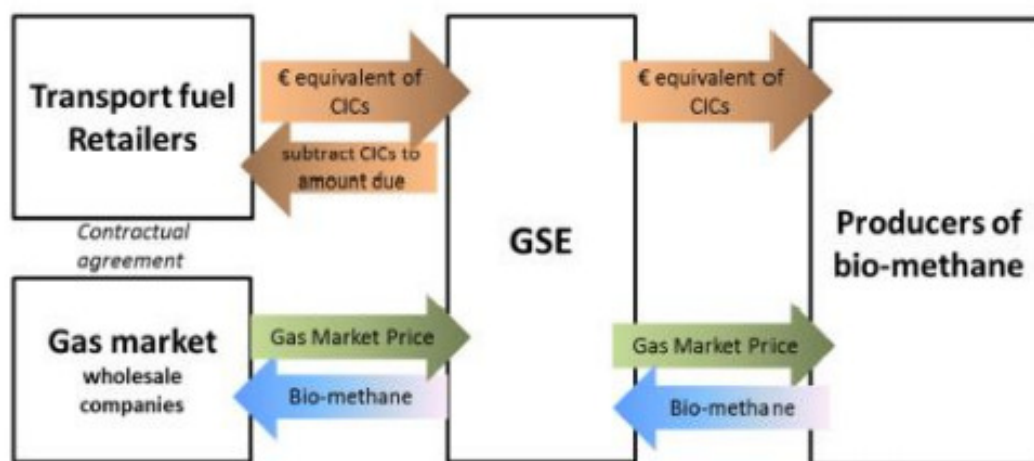 Transport fuel
Retailers
€ equivalent of
CICs
subtract CICs to
amount due
Contractual
agreement
Gas market
wholesale
companies
Gas Market Price
Bio-methane
GSE
€ equivalent of
CICs
Gas Market Price
Bio-methane
Producers of
bio-methane